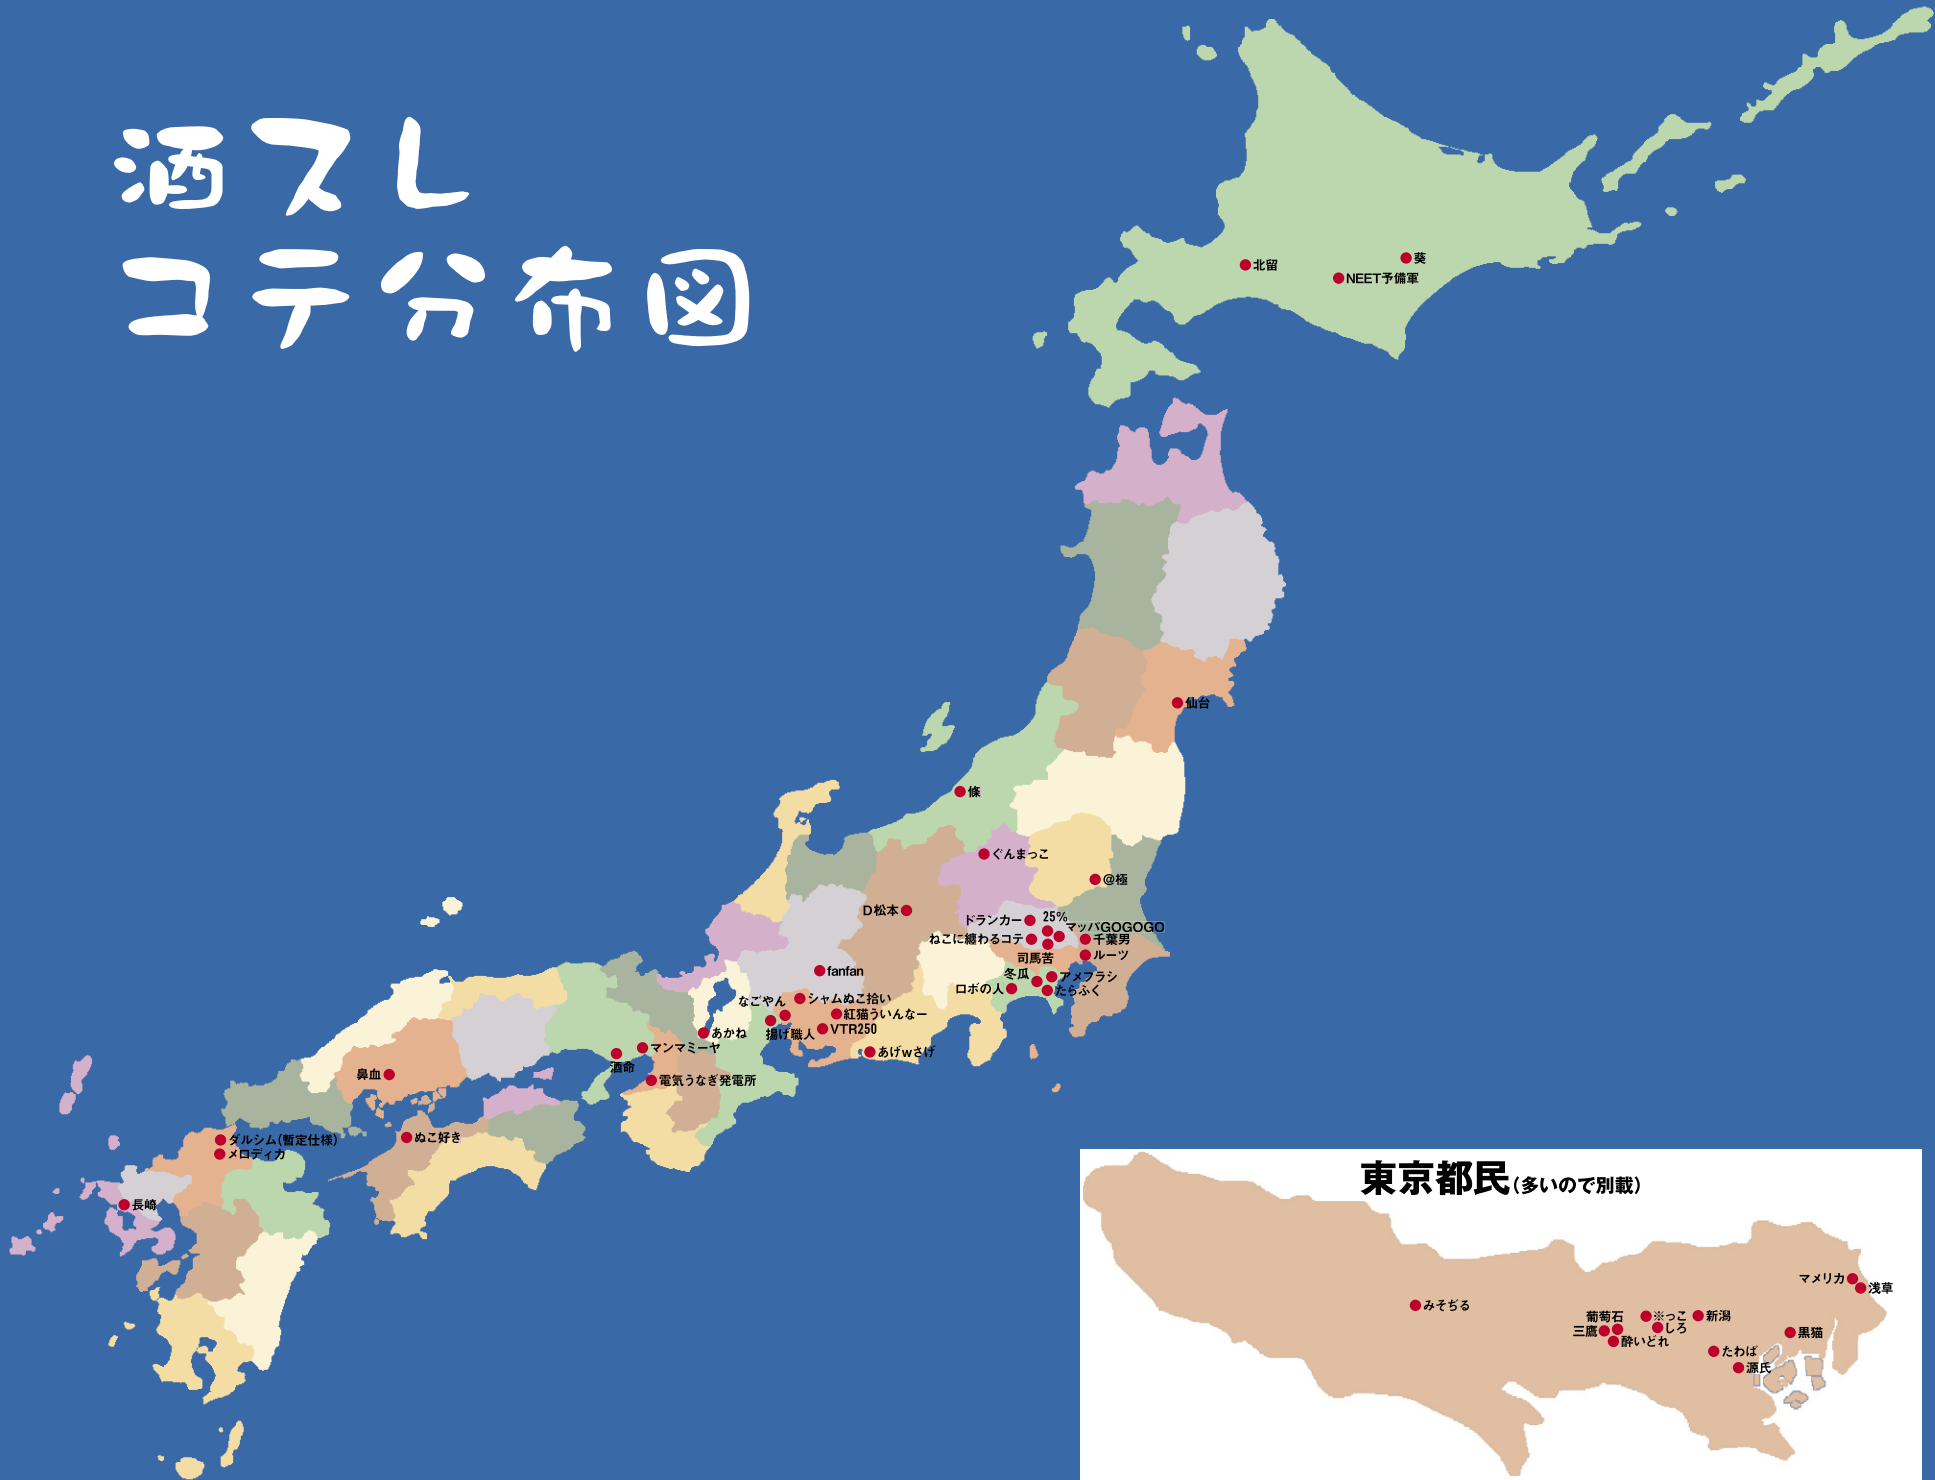 酒スレ
コテ分布図
北留
葵
NEET予備軍
仙台
條
ぐんまっこ
@極
D松本
ドランカー
25%
マッパGOGOGO
ねこに纏わるコテ
千葉男
司馬苦
ルーツ
冬瓜
アメフラシ
ロボの人
たらふく
fanfan
なごやん
シャムぬこ拾い
紅猫ういんなー
揚げ職人
VTR250
あかね
あげwさげ
マンマミーヤ
酒命
電気うなぎ発電所
鼻血
ぬこ好き
ダルシム(暫定仕様)
メロディカ
長崎
東京都民(多いので別載)
マメリカ
浅草
みそぢる
葡萄石
※っこ
新潟
三鷹
しろ
酔いどれ
黒猫
たわば
源氏